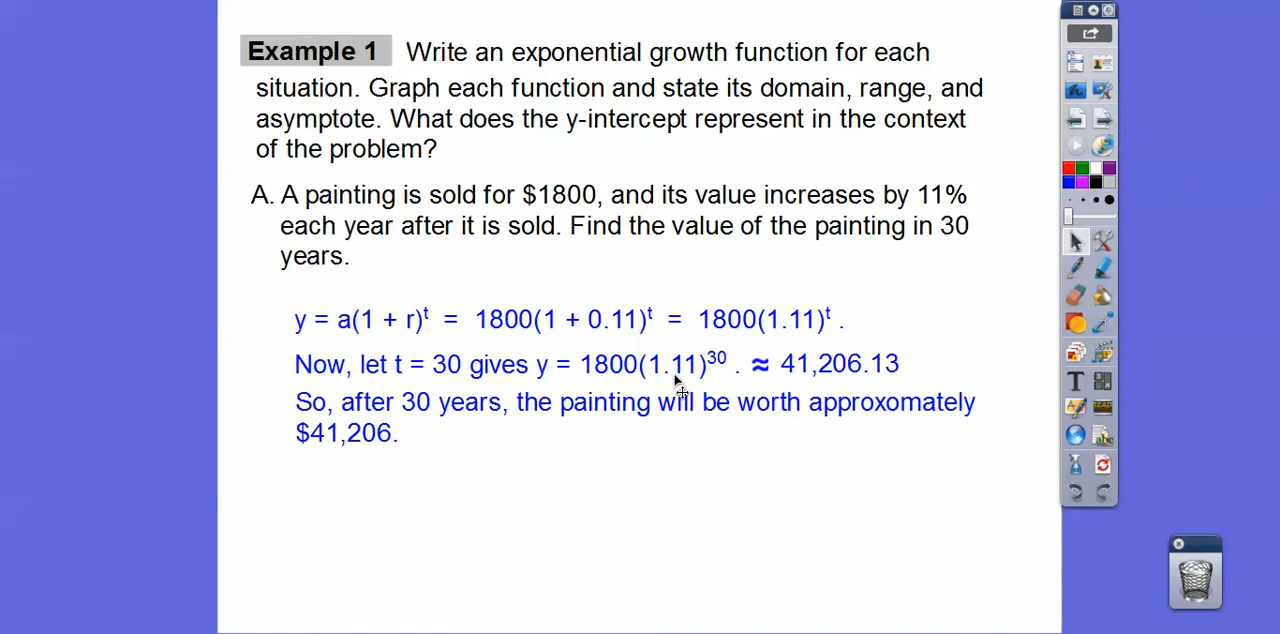 Example 1 Write an exponential growth function for each
situation. Graph each function and state its domain, range, and
asymptote. What does the y-intercept represent in the context
of the problem?
A. A painting is sold for $1800, and its value increases by 11%
each year after it is sold. Find the value of the painting in 30
years.
y = a(1 + r)ᵗ = 1800(1 + 0.11)ᵗ = 1800(1.11)ᵗ .
Now, let t = 30 gives y = 1800(1.11)³⁰ . ≈ 41,206.13
So, after 30 years, the painting will be worth approxomately
$41,206.